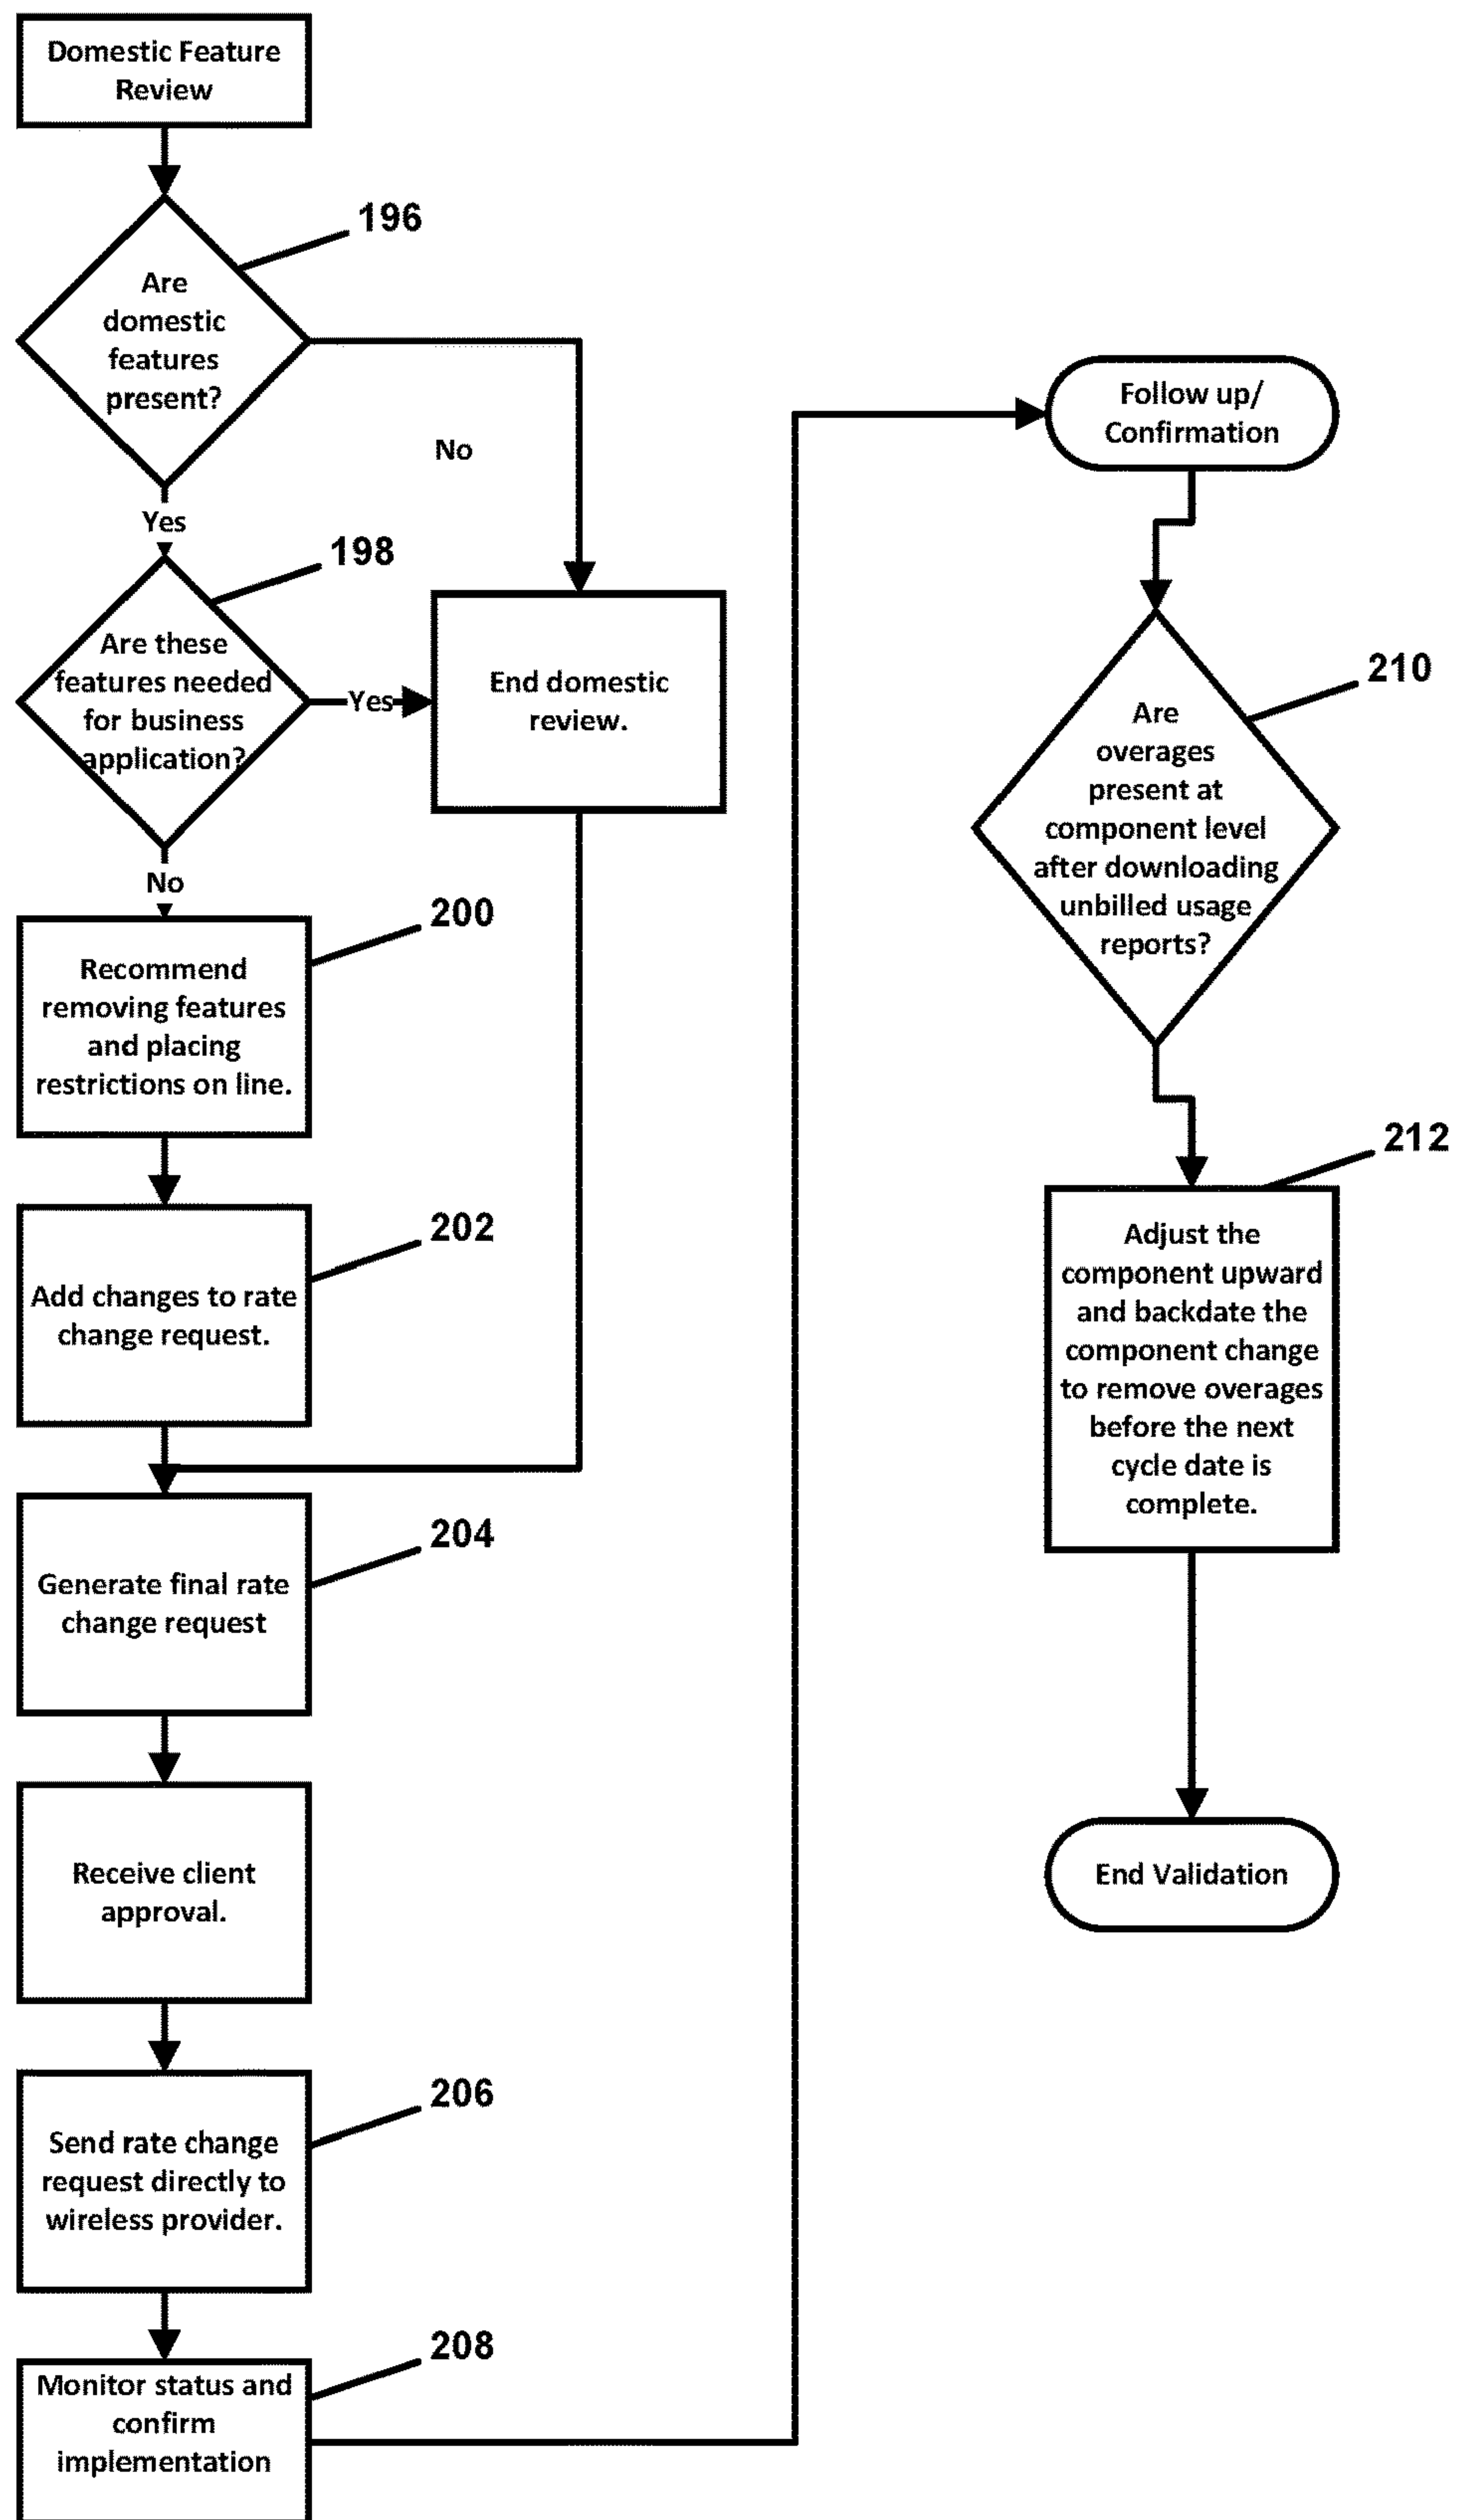 Domestic Feature
Review
196
Are
domestic
features
present?
No
Yes
198
Are these
features needed
for business
application?
Yes
End domestic
review.
No
200
Recommend
removing features
and placing
restrictions on line.
202
Add changes to rate
change request.
204
Generate final rate
change request
Receive client
approval.
206
Send rate change
request directly to
wireless provider.
208
Monitor status and
confirm
implementation
Follow up/
Confirmation
210
Are
overages
present at
component level
after downloading
unbilled usage
reports?
212
Adjust the
component upward
and backdate the
component change
to remove overages
before the next
cycle date is
complete.
End Validation